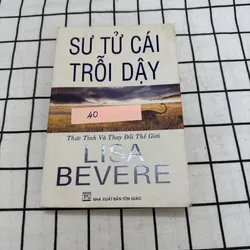 SƯ TỬ CÁI
TRỖI DẬY
40
Thức Tỉnh Và Thay Đổi Thế Giới
LISA
BEVERE
NHÀ XUẤT BẢN TÔN GIÁO